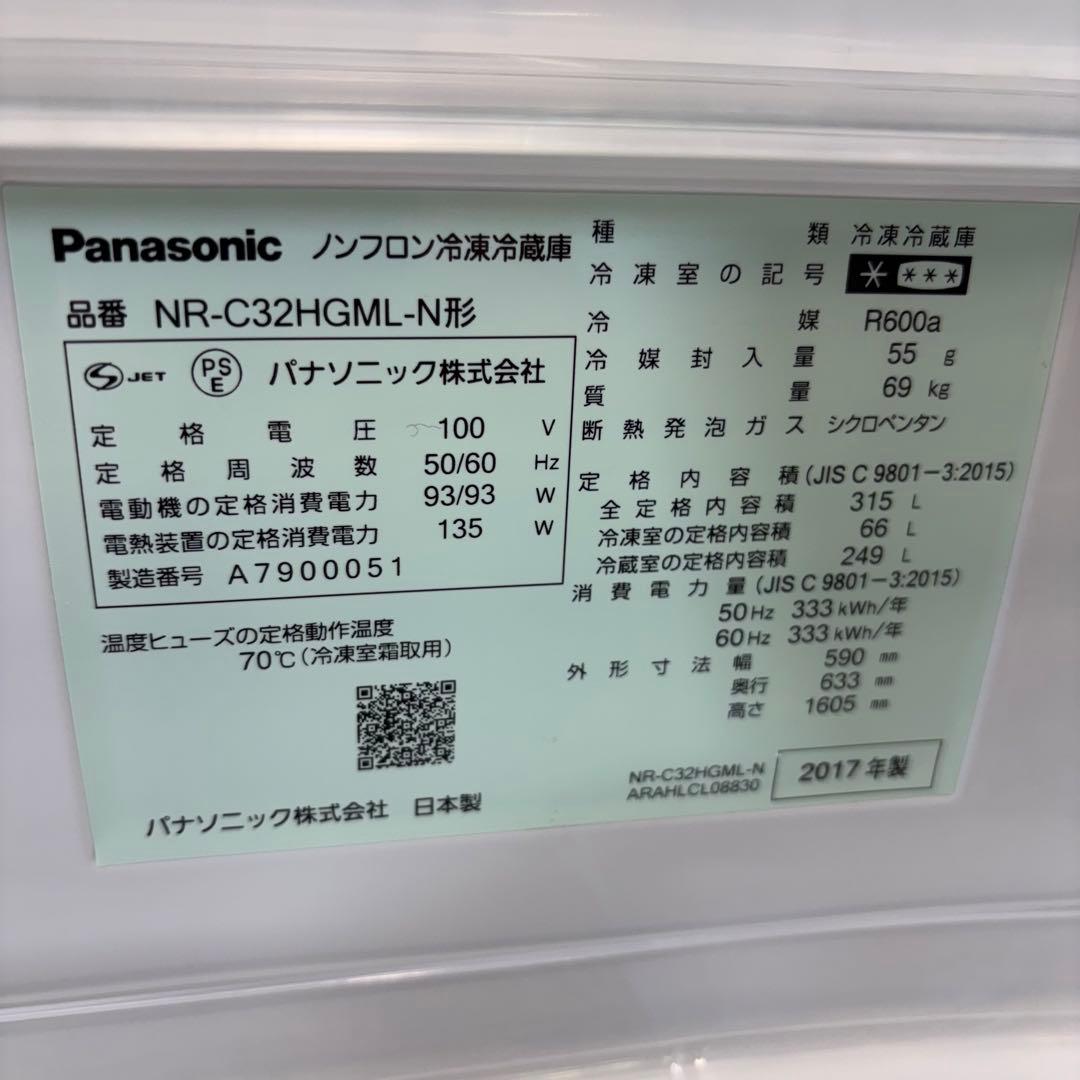 Panasonic ノンフロン冷凍冷蔵庫
品番 NR-C32HGML-N形
JET PSE パナソニック株式会社
定格電圧 100 V
定格周波数 50/60 Hz
電動機の定格消費電力 93/93 W
電熱装置の定格消費電力 135 W
製造番号 A7900051
温度ヒューズの定格動作温度
70℃(冷凍室霜取用)
パナソニック株式会社 日本製
種類 冷凍冷蔵庫
冷凍室の記号 * ***
冷媒 R600a
冷媒封入量 55 g
質量 69 kg
断熱発泡ガス シクロペンタン
定格内容積 (JIS C 9801-3:2015)
全定格内容積 315 L
冷凍室の定格内容積 66 L
冷蔵室の定格内容積 249 L
消費電力量 (JIS C 9801-3:2015)
50Hz 333 kWh/年
60Hz 333 kWh/年
外形寸法 幅 590 mm
奥行 633 mm
高さ 1605 mm
NR-C32HGML-N
ARAHLCL08830
2017年製